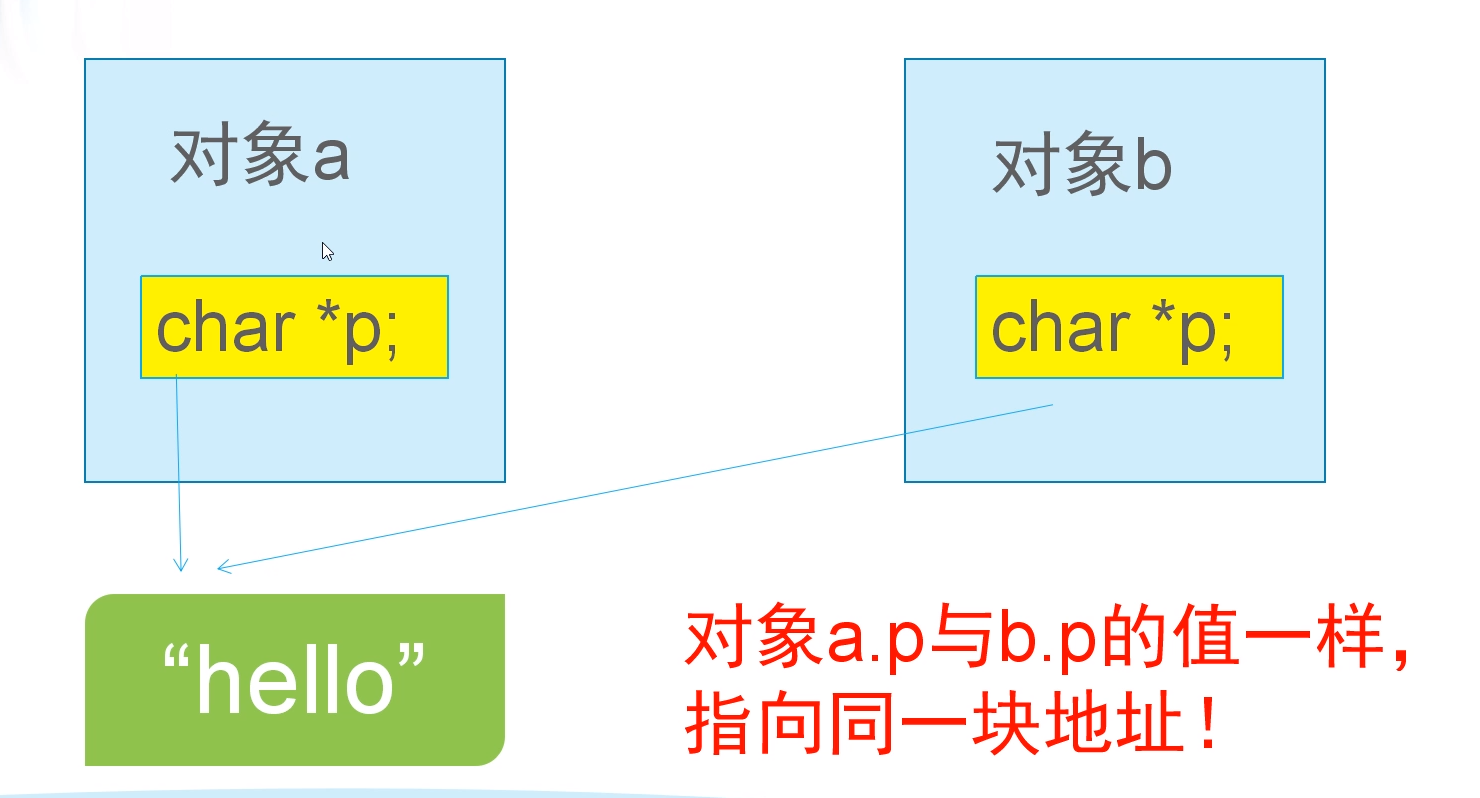 对象a
对象b
char *p;
char *p;
“hello”
对象a.p与b.p的值一样，
指向同一块地址！